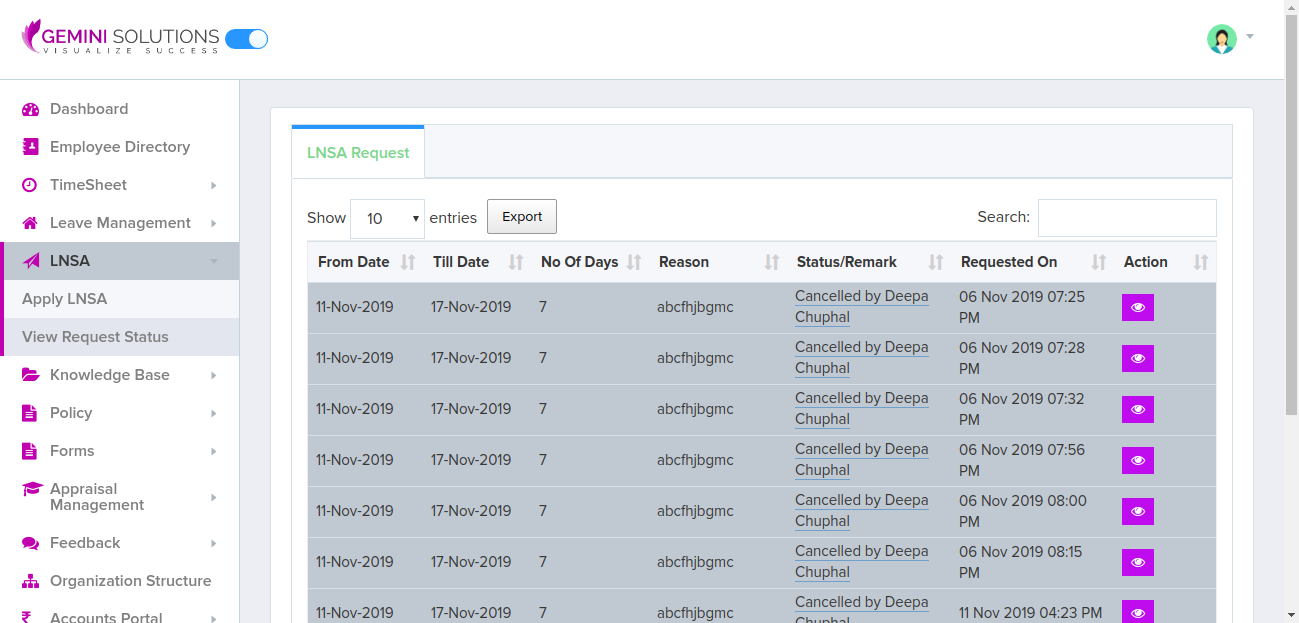 GEMINI SOLUTIONS
VISUALIZE SUCCESS
Dashboard
Employee Directory
TimeSheet
Leave Management
LNSA
Apply LNSA
View Request Status
Knowledge Base
Policy
Forms
Appraisal
Management
Feedback
Organization Structure
Accounts Portal
LNSA Request
Show 10 entries Export Search:
From Date Till Date No Of Days Reason Status/Remark Requested On Action
11-Nov-2019 17-Nov-2019 7 abcfhjbgmc Cancelled by Deepa Chuphal 06 Nov 2019 07:25 PM
11-Nov-2019 17-Nov-2019 7 abcfhjbgmc Cancelled by Deepa Chuphal 06 Nov 2019 07:28 PM
11-Nov-2019 17-Nov-2019 7 abcfhjbgmc Cancelled by Deepa Chuphal 06 Nov 2019 07:32 PM
11-Nov-2019 17-Nov-2019 7 abcfhjbgmc Cancelled by Deepa Chuphal 06 Nov 2019 07:56 PM
11-Nov-2019 17-Nov-2019 7 abcfhjbgmc Cancelled by Deepa Chuphal 06 Nov 2019 08:00 PM
11-Nov-2019 17-Nov-2019 7 abcfhjbgmc Cancelled by Deepa Chuphal 06 Nov 2019 08:15 PM
11-Nov-2019 17-Nov-2019 7 abcfhjbgmc Cancelled by Deepa Chuphal 11 Nov 2019 04:23 PM